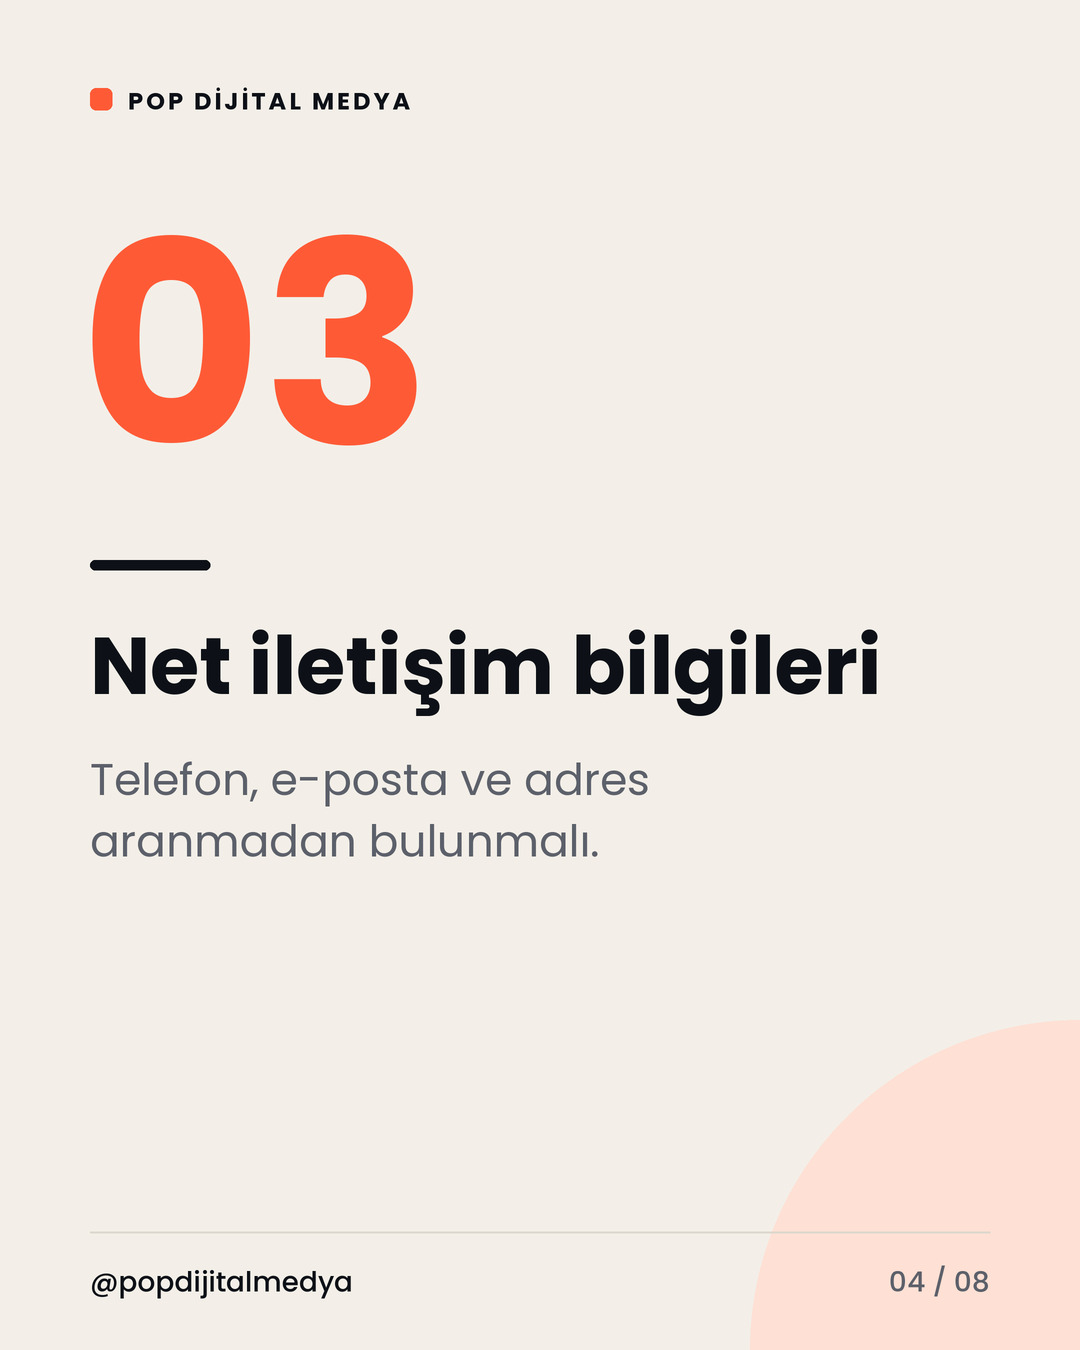 POP DİJİTAL MEDYA
03
Net iletişim bilgileri
Telefon, e-posta ve adres
aranmadan bulunmalı.
@popdijitalmedya
04 / 08